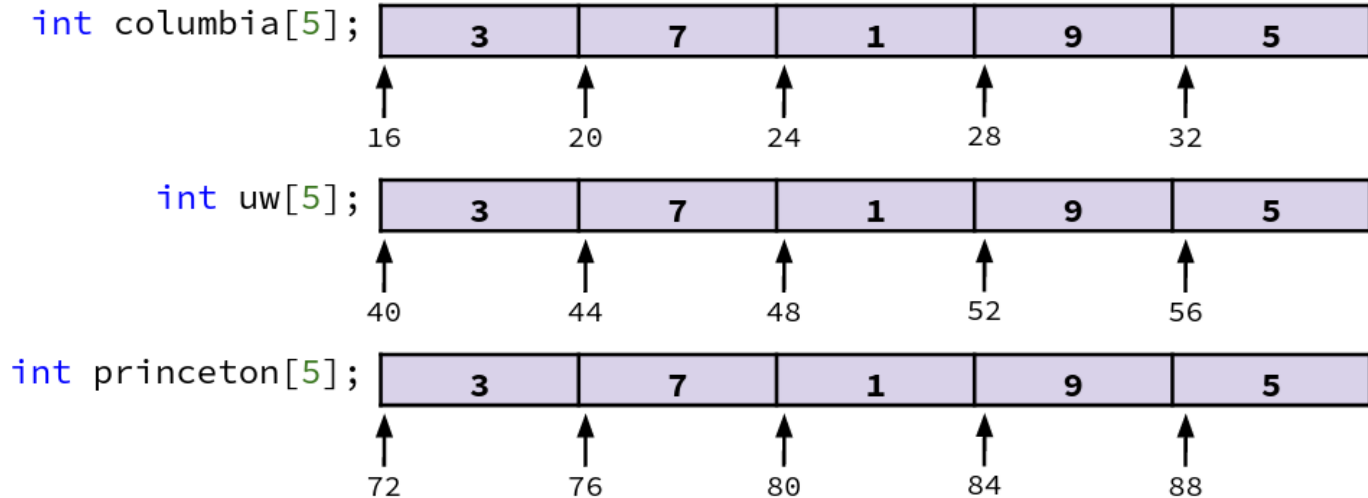 int columbia[5]; 3 7 1 9 5
16 20 24 28 32
int uw[5]; 3 7 1 9 5
40 44 48 52 56
int princeton[5]; 3 7 1 9 5
72 76 80 84 88